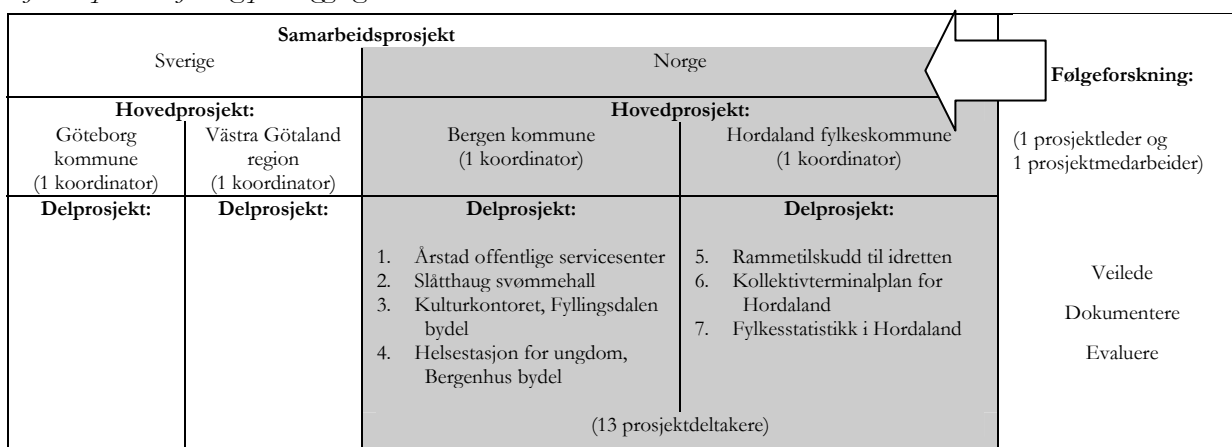 Samarbeidsprosjekt
Sverige
Norge
Hovedprosjekt:
Göteborg
kommune
(1 koordinator)
Västra Götaland
region
(1 koordinator)
Hovedprosjekt:
Bergen kommune
(1 koordinator)
Hordaland fylkeskommune
(1 koordinator)
Delprosjekt:
Delprosjekt:
Delprosjekt:
1. Årstad offentlige servicesenter
2. Slåtthaug svømmehall
3. Kulturkontoret, Fyllingsdalen
bydel
4. Helsestasjon for ungdom,
Bergenhus bydel
Delprosjekt:
5. Rammetilskudd til idretten
6. Kollektivterminalplan for
Hordaland
7. Fylkesstatistikk i Hordaland
(13 prosjektdeltakere)
Følgeforskning:
(1 prosjektleder og
1 prosjektmedarbeider)
Veilede
Dokumentere
Evaluere